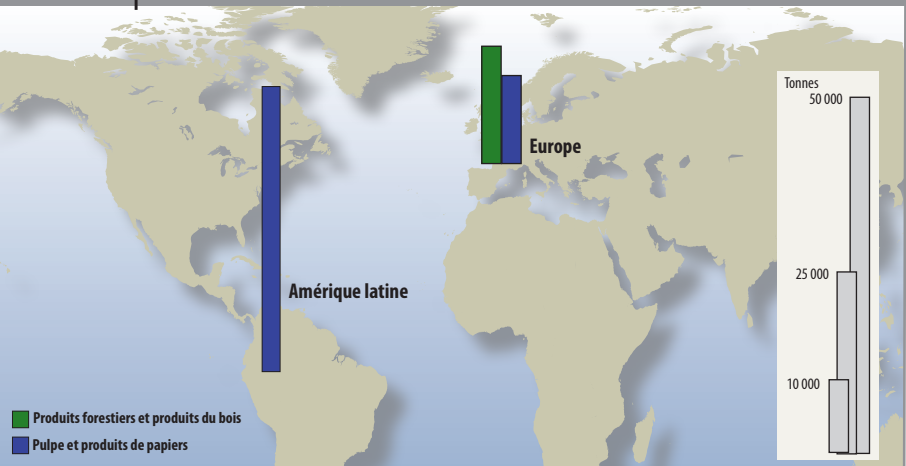 Tonnes
50 000
Europe
25 000
Amérique latine
10 000
Produits forestiers et produits du bois
Pulpe et produits de papiers